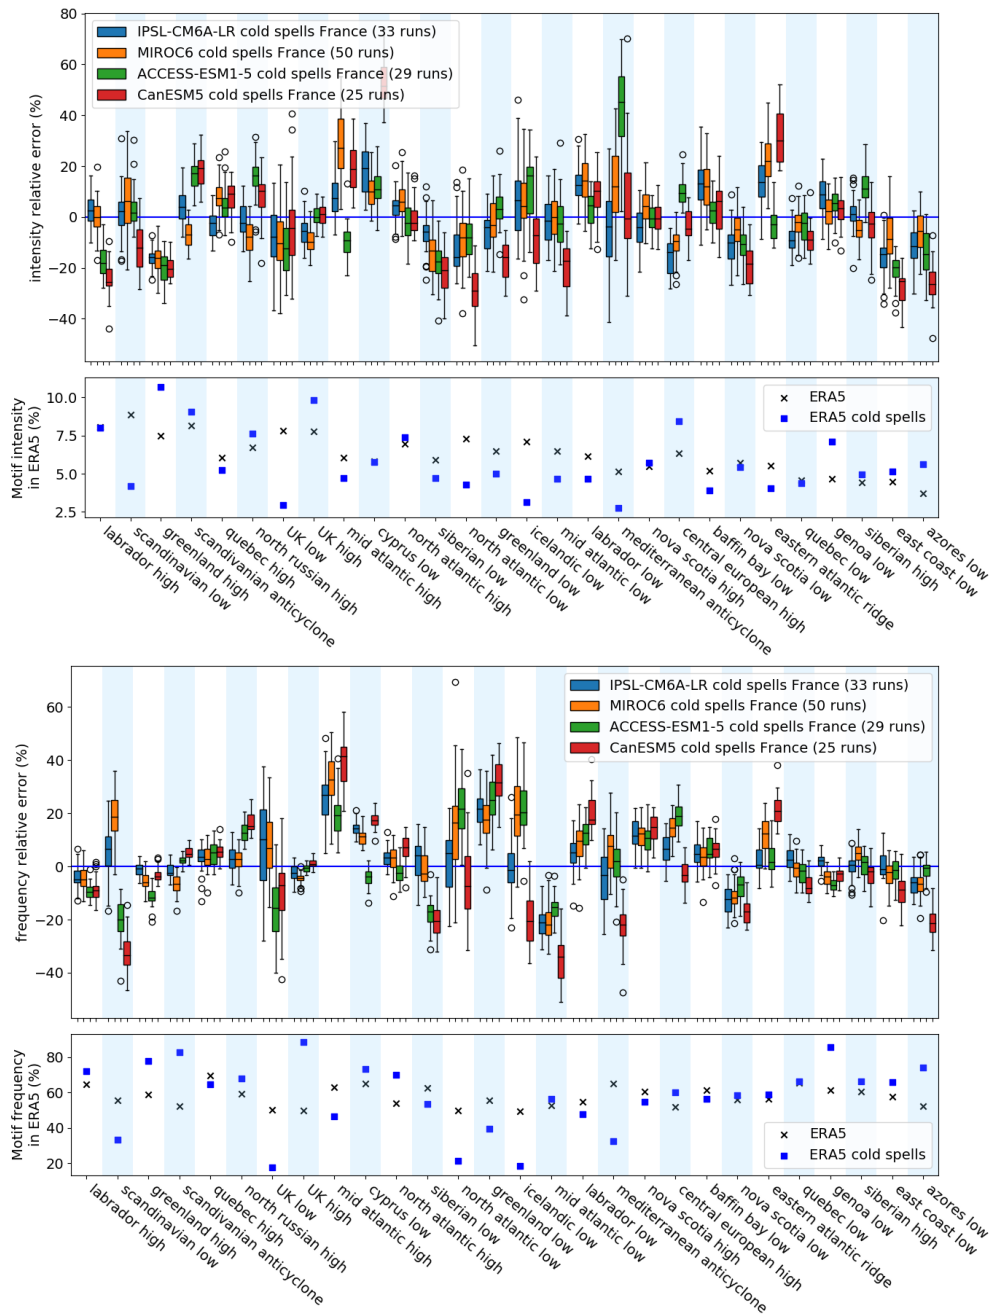 80
60
40
20
0
−20
−40
intensity relative error (%)
IPSL-CM6A-LR cold spells France (33 runs)
MIROC6 cold spells France (50 runs)
ACCESS-ESM1-5 cold spells France (29 runs)
CanESM5 cold spells France (25 runs)
10.0
7.5
5.0
2.5
Motif intensity
in ERA5 (%)
ERA5
ERA5 cold spells
labrador high
scandinavian low
greenland high
scandivanian anticyclone
quebec high
north russian high
UK low
UK high
mid atlantic high
cyprus low
north atlantic high
siberian low
north atlantic low
greenland low
icelandic low
mid atlantic low
labrador low
mediterranean anticyclone
nova scotia high
central european high
baffin bay low
nova scotia low
eastern atlantic ridge
quebec low
genoa low
siberian high
east coast low
azores low
60
40
20
0
−20
−40
frequency relative error (%)
IPSL-CM6A-LR cold spells France (33 runs)
MIROC6 cold spells France (50 runs)
ACCESS-ESM1-5 cold spells France (29 runs)
CanESM5 cold spells France (25 runs)
80
60
40
20
Motif frequency
in ERA5 (%)
ERA5
ERA5 cold spells
labrador high
scandinavian low
greenland high
scandivanian anticyclone
quebec high
north russian high
UK low
UK high
mid atlantic high
cyprus low
north atlantic high
siberian low
north atlantic low
greenland low
icelandic low
mid atlantic low
labrador low
mediterranean anticyclone
nova scotia high
central european high
baffin bay low
nova scotia low
eastern atlantic ridge
quebec low
genoa low
siberian high
east coast low
azores low